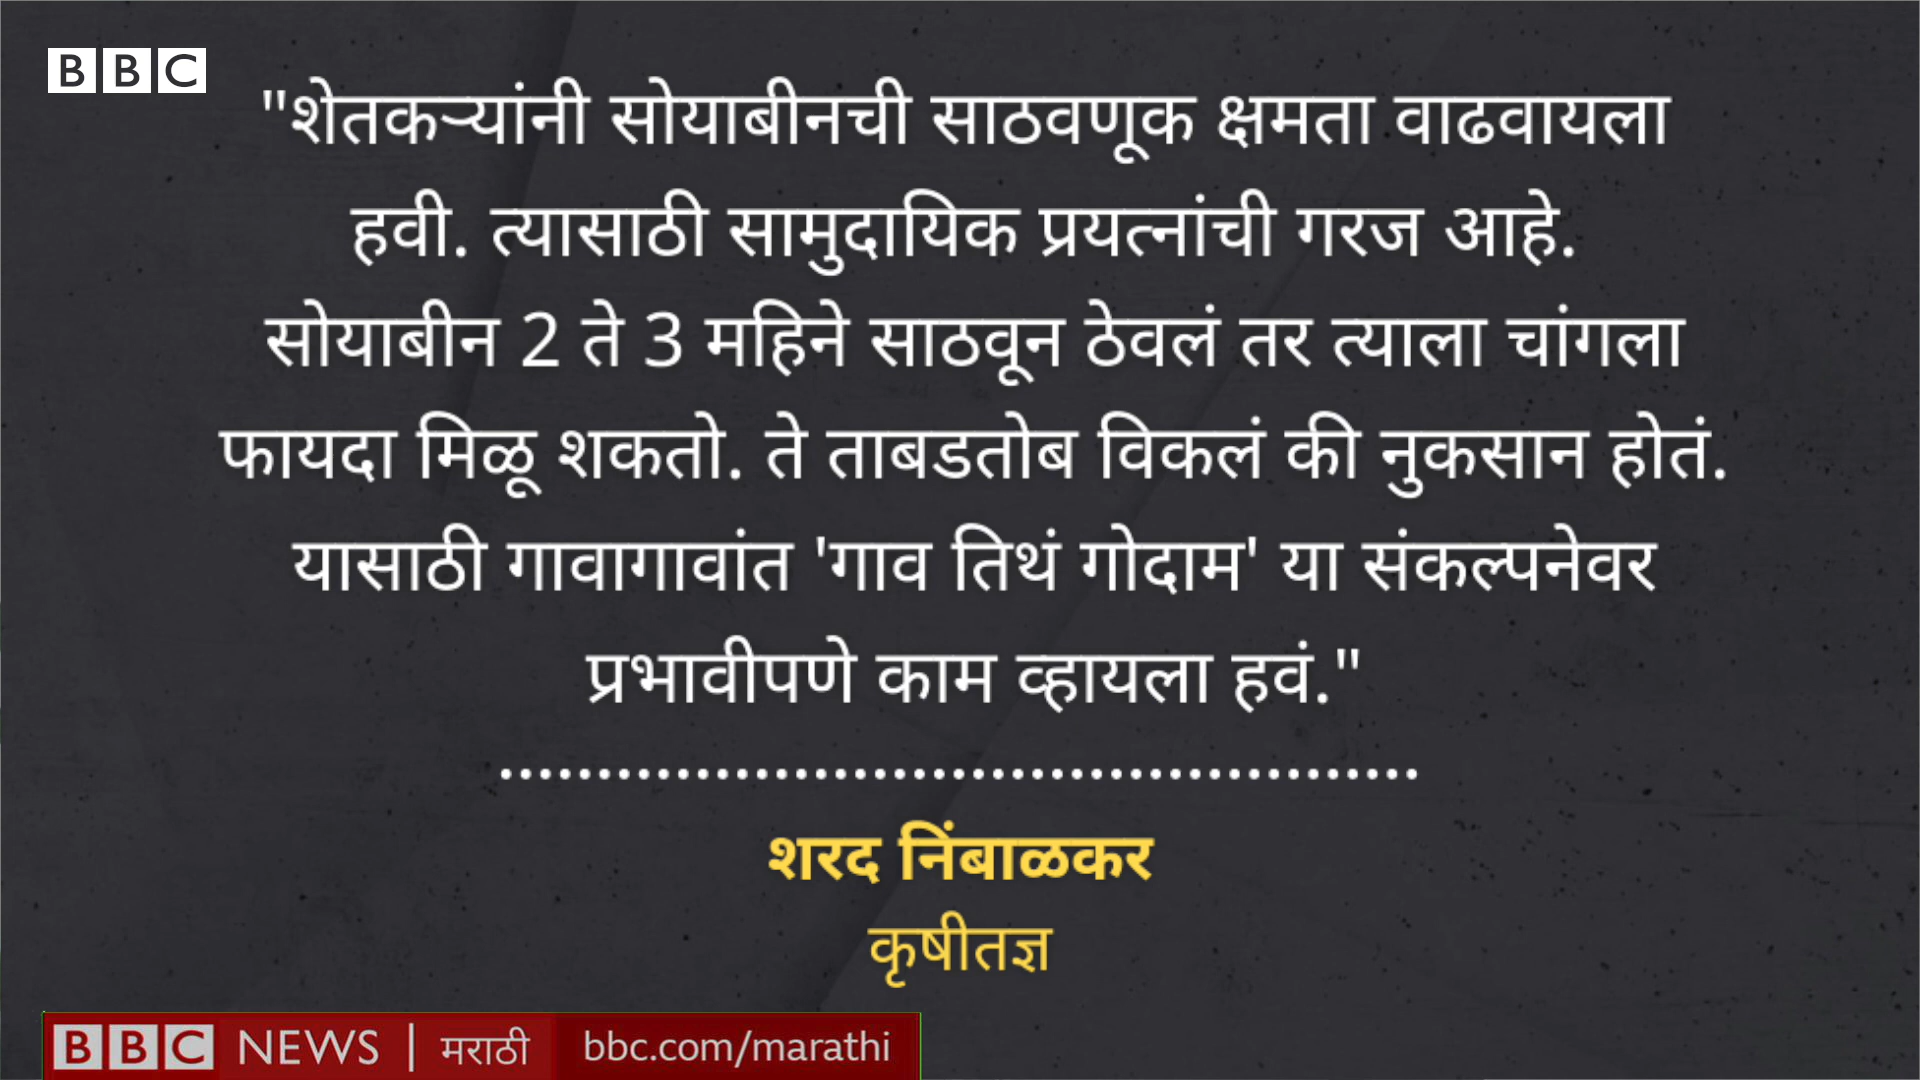 BBC
"शेतकऱ्यांनी सोयाबीनची साठवणूक क्षमता वाढवायला
हवी. त्यासाठी सामुदायिक प्रयत्नांची गरज आहे.
सोयाबीन 2 ते 3 महिने साठवून ठेवलं तर त्याला चांगला
फायदा मिळू शकतो. ते ताबडतोब विकलं की नुकसान होतं.
यासाठी गावागावांत 'गाव तिथं गोदाम' या संकल्पनेवर
प्रभावीपणे काम व्हायला हवं."
शरद निंबाळकर
कृषीतज्ञ
BBC NEWS | मराठी bbc.com/marathi